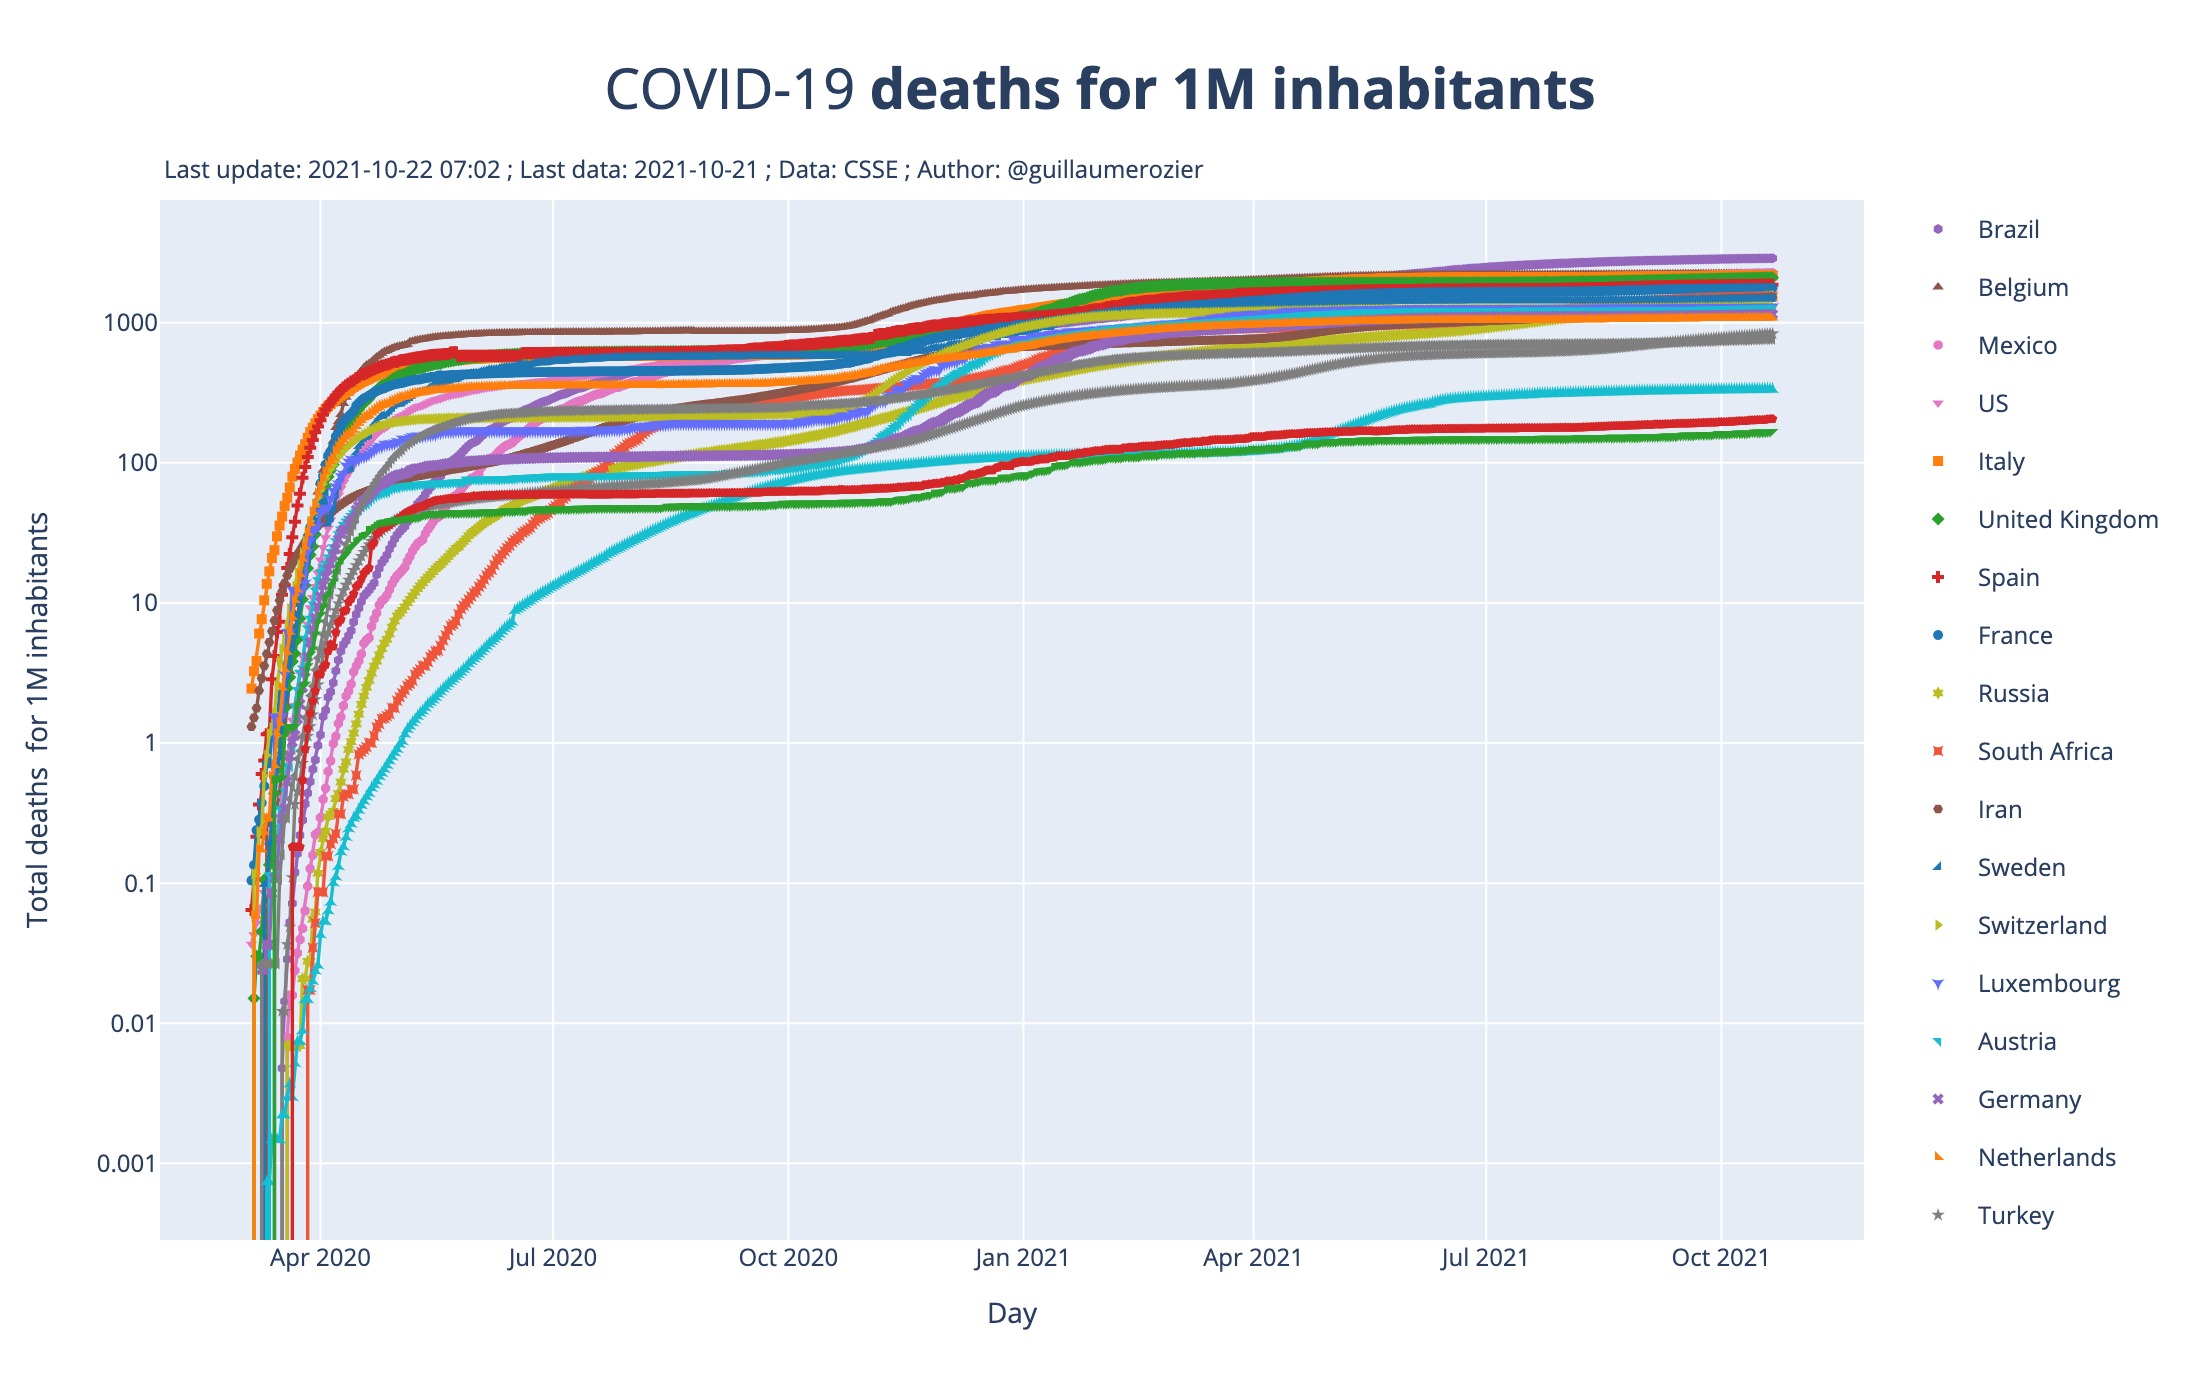 COVID-19 deaths for 1M inhabitants
Last update: 2021-10-22 07:02 ; Last data: 2021-10-21 ; Data: CSSE ; Author: @guillaumerozier
Total deaths for 1M inhabitants
1000
100
10
1
0.1
0.01
0.001
Apr 2020
Jul 2020
Oct 2020
Jan 2021
Apr 2021
Jul 2021
Oct 2021
Day
Brazil
Belgium
Mexico
US
Italy
United Kingdom
Spain
France
Russia
South Africa
Iran
Sweden
Switzerland
Luxembourg
Austria
Germany
Netherlands
Turkey